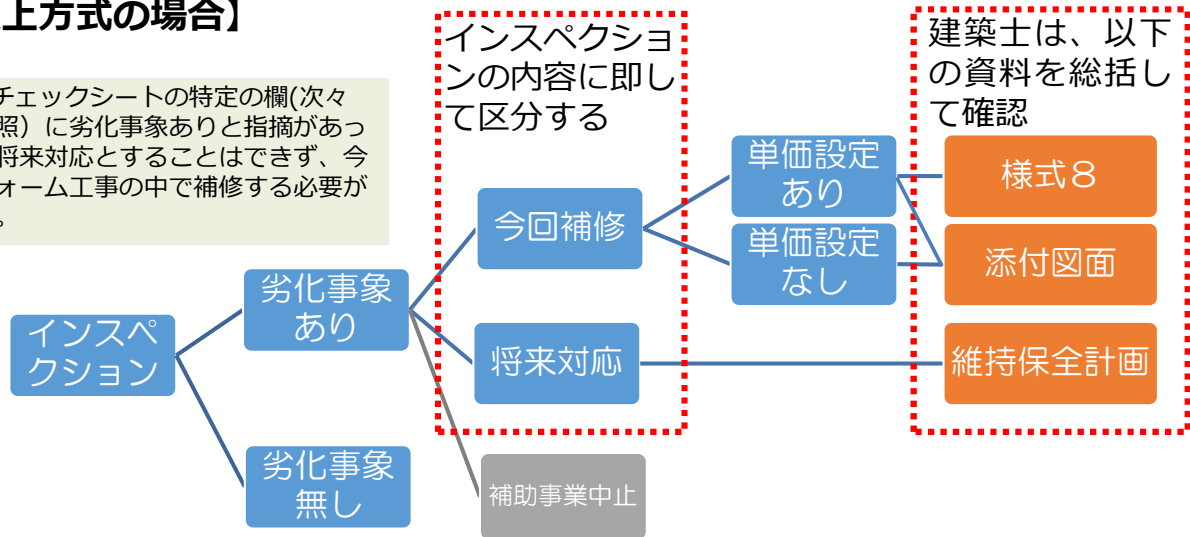 上方式の場合】
チェックシートの特定の欄(次々
照）に劣化事象ありと指摘があっ
将来対応とすることはできず、今
ォーム工事の中で補修する必要が
。
インスペクショ
ンの内容に即し
て区分する
建築士は、以下
の資料を総括し
て確認
インスペ
クション
劣化事象
あり
劣化事象
無し
今回補修
将来対応
補助事業中止
単価設定
あり
単価設定
なし
様式８
添付図面
維持保全計画